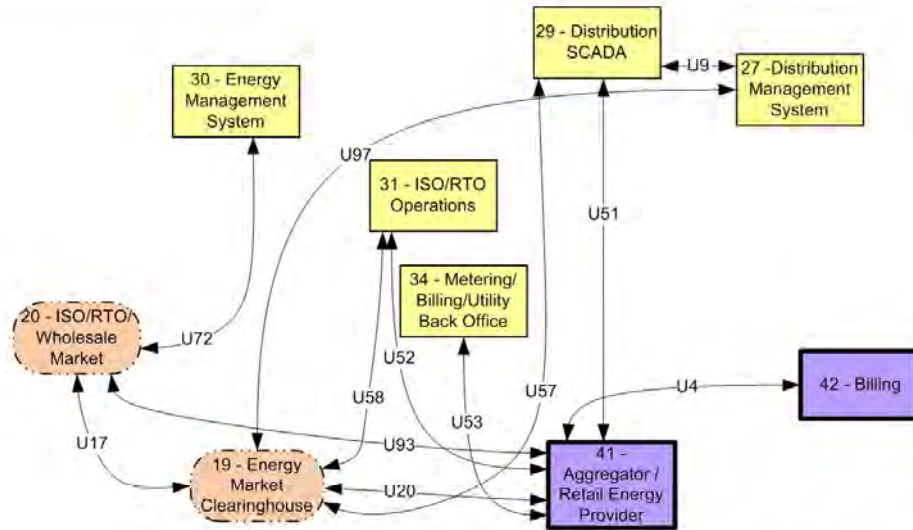 29 - Distribution
SCADA
U9
27 -Distribution
Management
System
30 - Energy
Management
System
U97
31 - ISO/RTO
Operations
U51
34 - Metering/
Billing/Utility
Back Office
20 - ISO/RTO/
Wholesale
Market
U72
U52
U58
U53
U57
U4
42 - Billing
U17
U93
19 - Energy
Market
Clearinghouse
U20
41 -
Aggregator /
Retail Energy
Provider